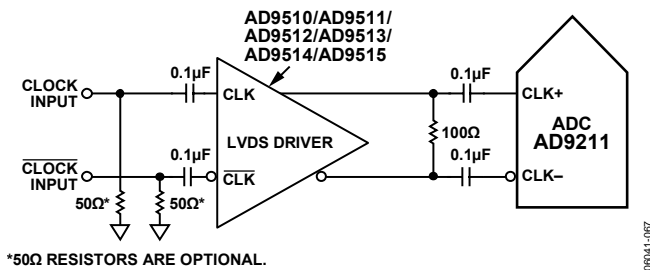 AD9510/AD9511/
AD9512/AD9513/
AD9514/AD9515
CLOCK
INPUT
0.1µF
CLK
LVDS DRIVER
CLOCK
INPUT
0.1µF
CLK
50Ω*
50Ω*
0.1µF
100Ω
0.1µF
CLK+
ADC
AD9211
CLK–
*50Ω RESISTORS ARE OPTIONAL.
06041-067